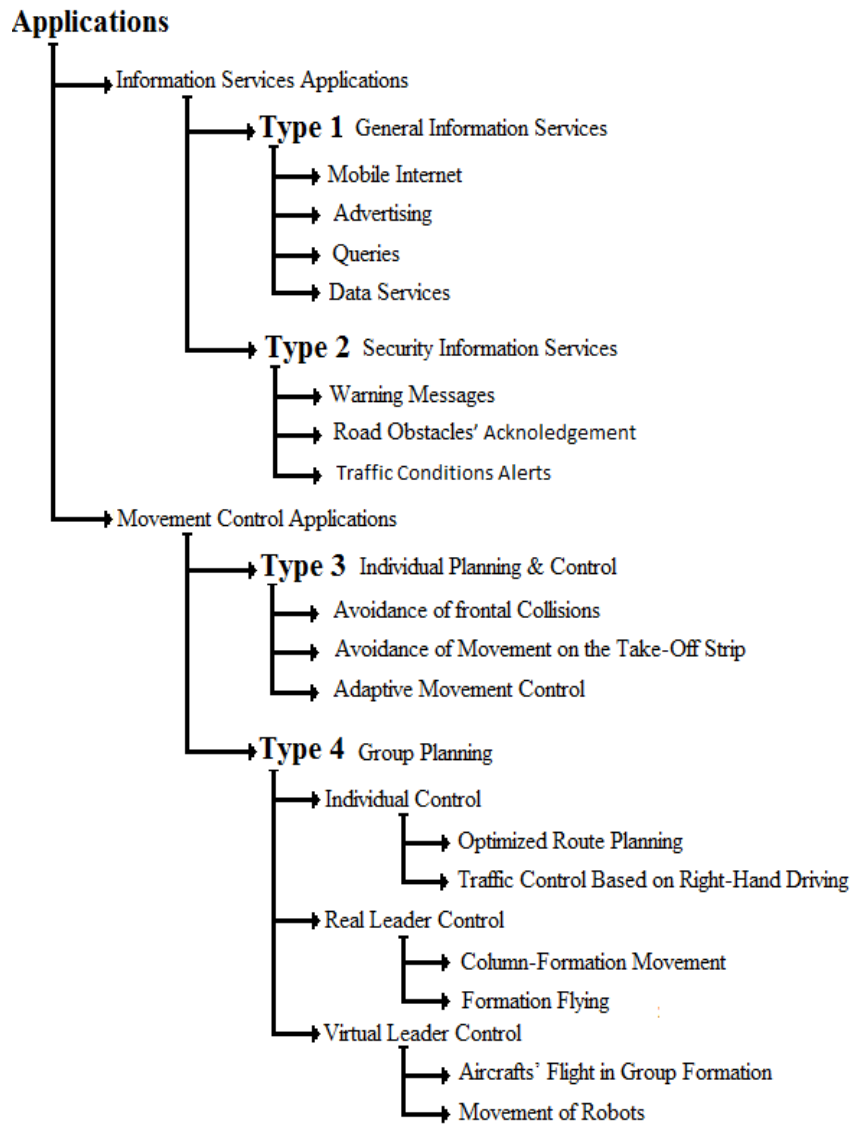 Applications
Information Services Applications
Type 1 General Information Services
Mobile Internet
Advertising
Queries
Data Services
Type 2 Security Information Services
Warning Messages
Road Obstacles' Acknoledgement
Traffic Conditions Alerts
Movement Control Applications
Type 3 Individual Planning & Control
Avoidance of frontal Collisions
Avoidance of Movement on the Take-Off Strip
Adaptive Movement Control
Type 4 Group Planning
Individual Control
Optimized Route Planning
Traffic Control Based on Right-Hand Driving
Real Leader Control
Column-Formation Movement
Formation Flying
Virtual Leader Control
Aircrafts' Flight in Group Formation
Movement of Robots